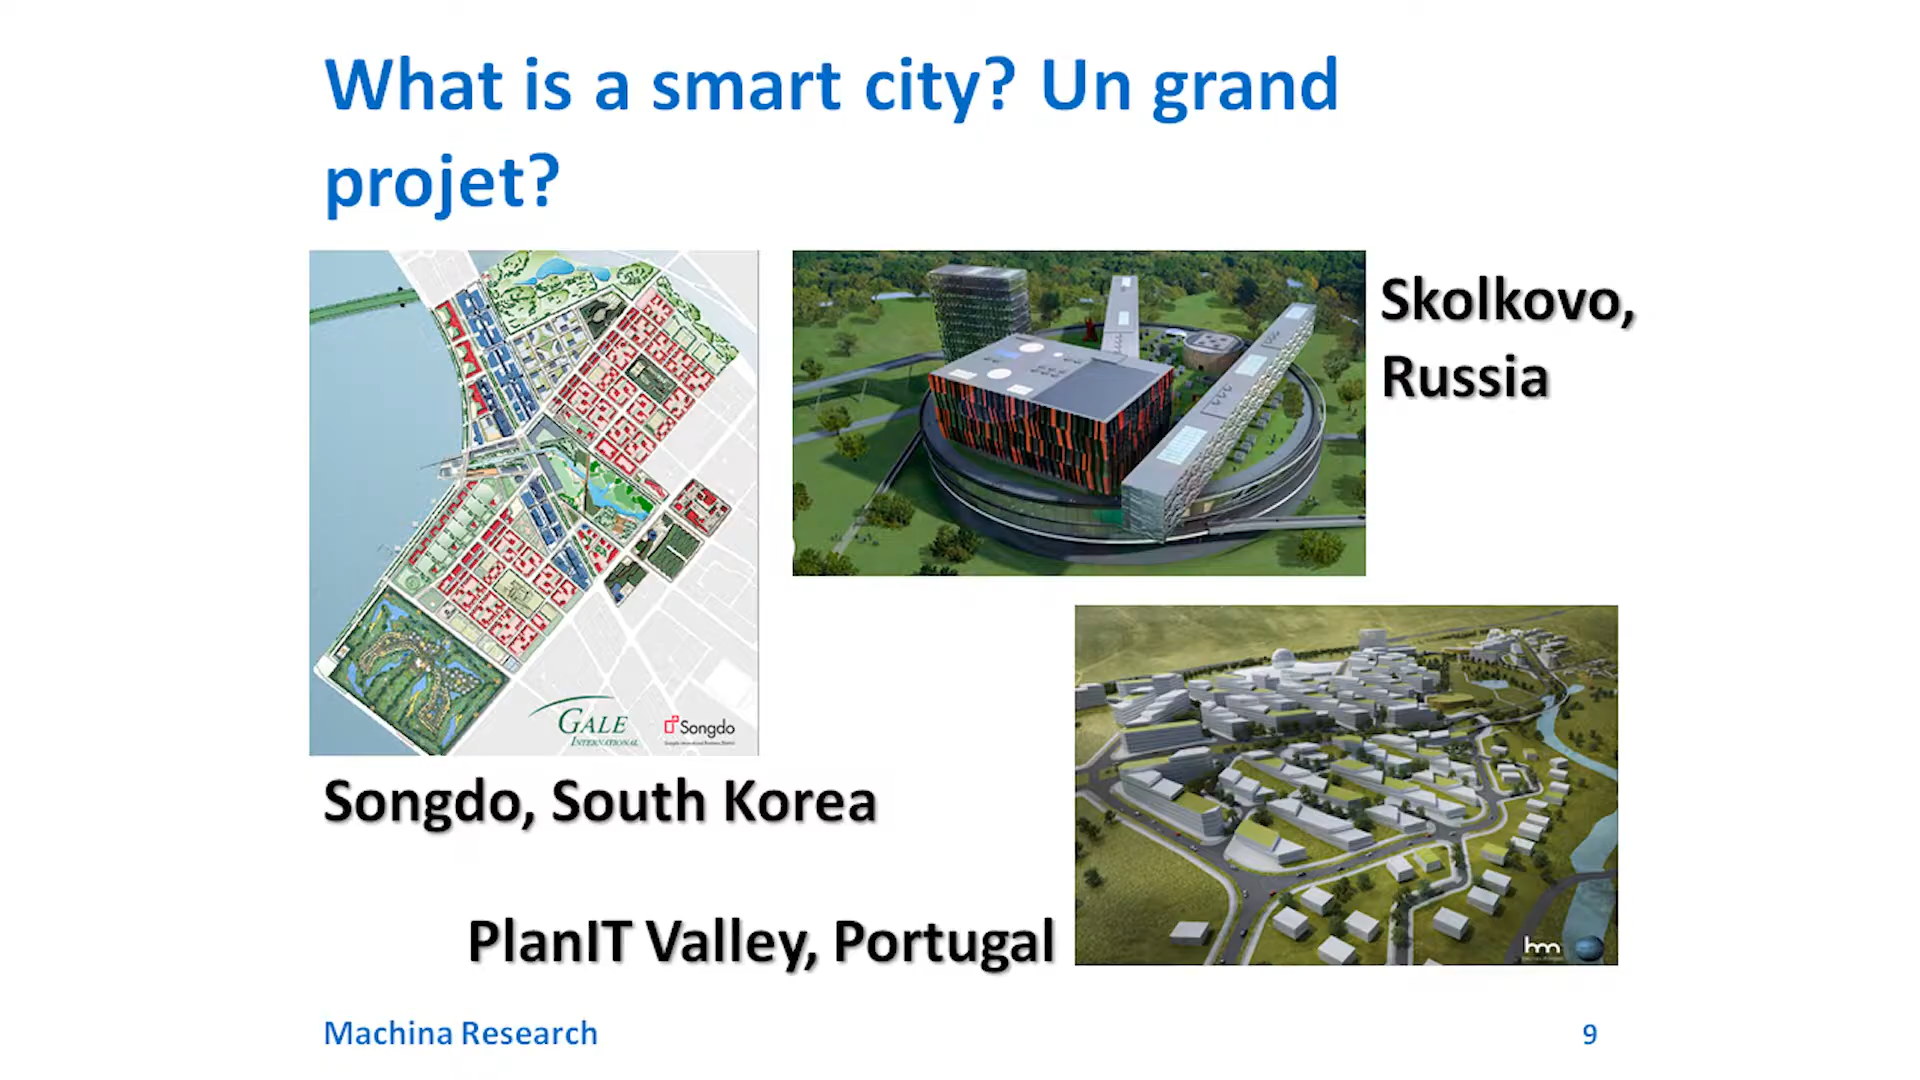 What is a smart city? Un grand
projet?
Skolkovo,
Russia
GALE
INTERNATIONAL
Songdo
Songdo, South Korea
PlanIT Valley, Portugal
hm
Machina Research
9